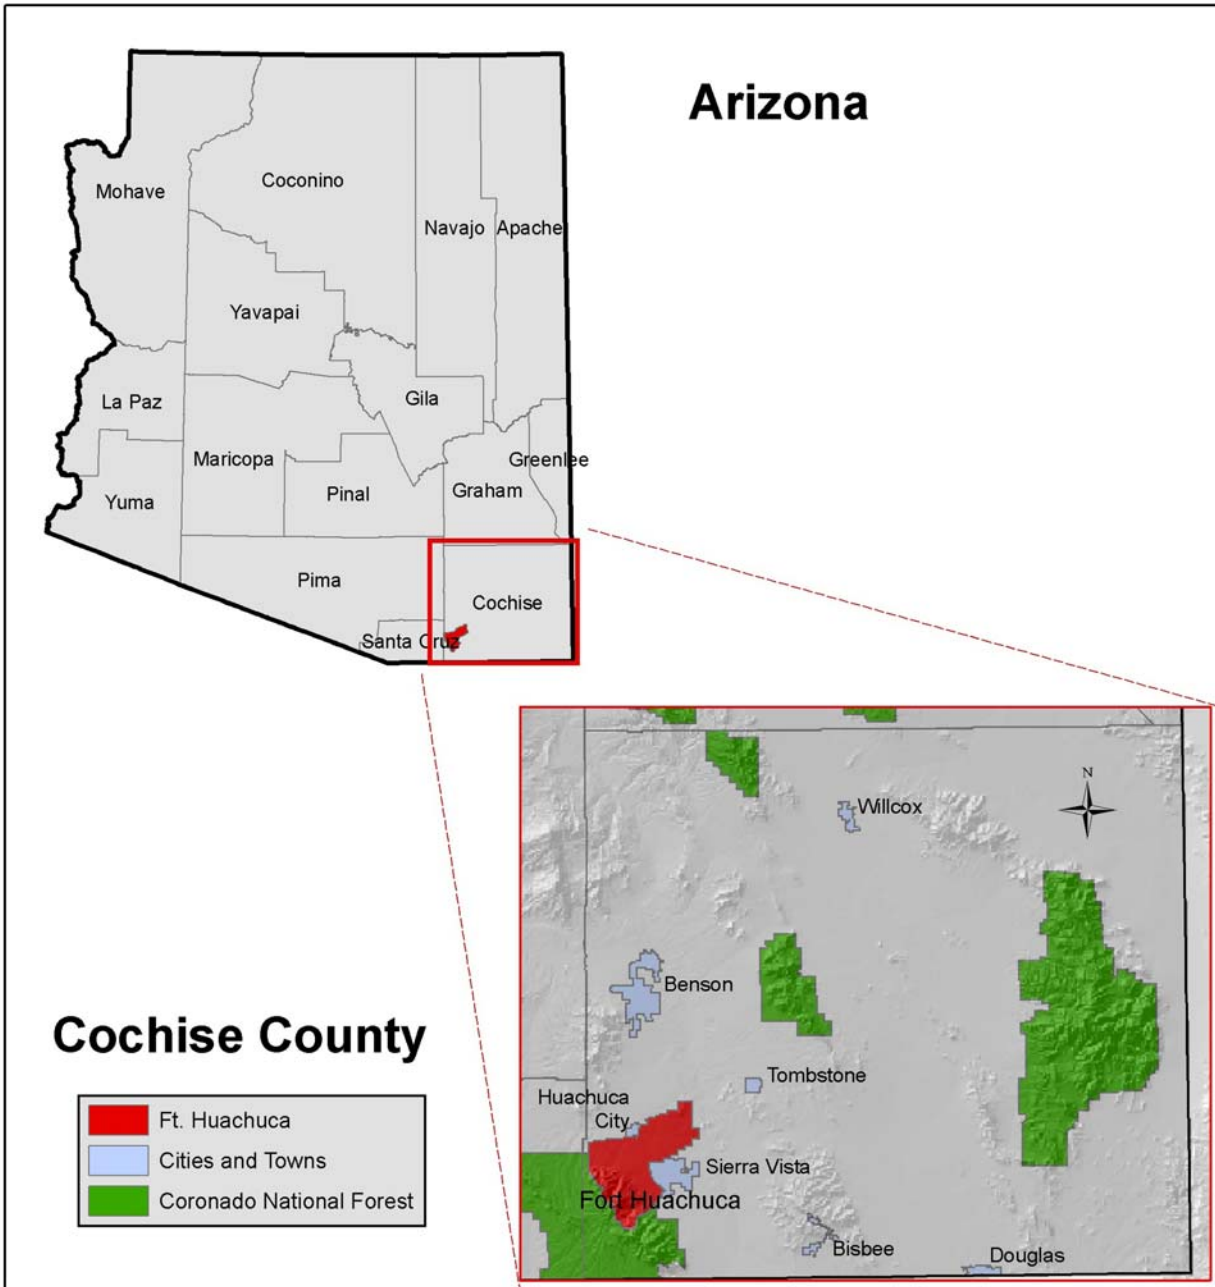 Arizona
Mohave
Coconino
Navajo
Apache
Yavapai
La Paz
Gila
Maricopa
Greenlee
Yuma
Pinal
Graham
Pima
Cochise
Santa Cruz
N
Willcox
Benson
Tombstone
Huachuca
City
Sierra Vista
Fort Huachuca
Bisbee
Douglas
Cochise County
Ft. Huachuca
Cities and Towns
Coronado National Forest